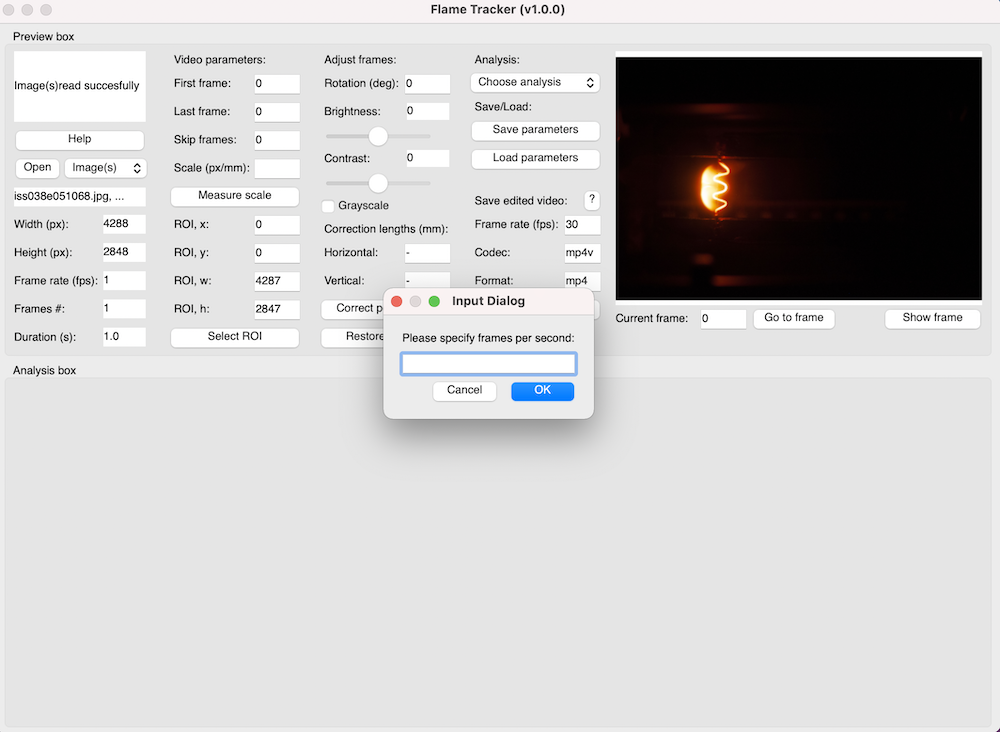 Flame Tracker (v1.0.0)
Preview box
Image(s)read succesfully
Help
Open
Image(s)
iss038e051068.jpg, ...
Width (px): 4288
Height (px): 2848
Frame rate (fps): 1
Frames #: 1
Duration (s): 1.0
Video parameters:
First frame: 0
Last frame: 0
Skip frames: 0
Scale (px/mm):
Measure scale
ROI, x: 0
ROI, y: 0
ROI, w: 4287
ROI, h: 2847
Select ROI
Adjust frames:
Rotation (deg): 0
Brightness: 0
Contrast: 0
Grayscale
Correction lengths (mm):
Horizontal: -
Vertical: -
Correct p
Restore
Analysis:
Choose analysis
Save/Load:
Save parameters
Load parameters
Save edited video: ?
Frame rate (fps): 30
Codec: mp4v
Format: mp4
Current frame: 0
Go to frame
Show frame
Input Dialog
Please specify frames per second:
Cancel
OK
Analysis box